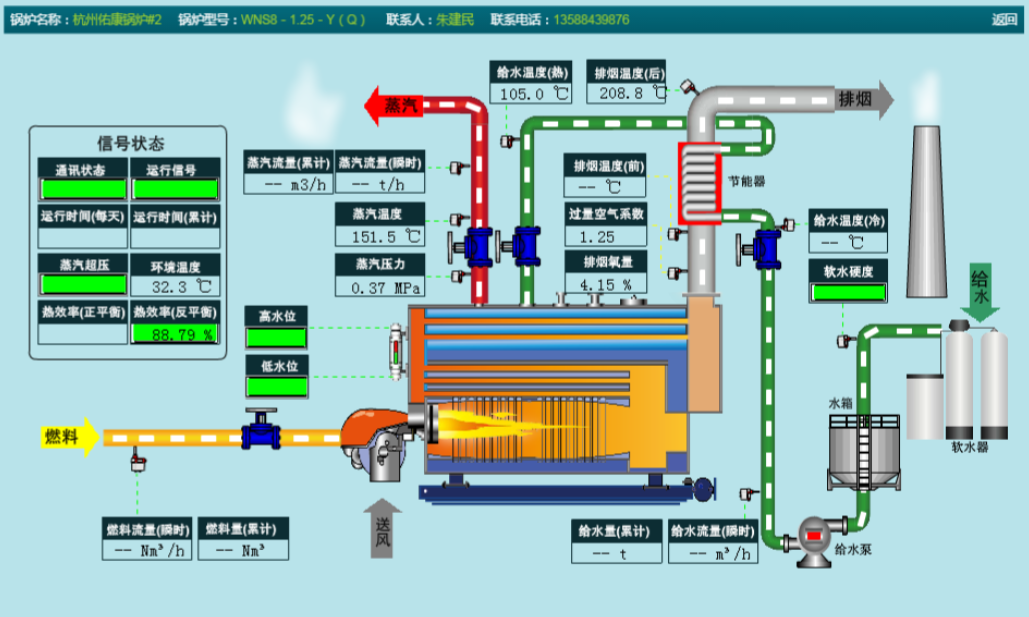 锅炉名称：杭州佑康锅炉#2 锅炉型号：WNS8－1.25－Y（Q） 联系人：朱建民 联系电话：13588439876 返回
给水温度(热)
105.0 ℃
排烟温度(后)
208.8 ℃
蒸汽
排烟
信号状态
通讯状态
运行信号
运行时间(每天)
运行时间(累计)
蒸汽超压
环境温度
32.3 ℃
热效率(正平衡)
热效率(反平衡)
88.79 %
蒸汽流量(累计)
-- m3/h
蒸汽流量(瞬时)
-- t/h
蒸汽温度
151.5 ℃
蒸汽压力
0.37 MPa
排烟温度(前)
-- ℃
过量空气系数
1.25
排烟氧量
4.15 %
节能器
给水温度(冷)
-- ℃
软水硬度
给水
高水位
低水位
水箱
软水器
燃料
送风
燃料流量(瞬时)
-- Nm³/h
燃料量(累计)
-- Nm³
给水量(累计)
-- t
给水流量(瞬时)
-- m³/h
给水泵